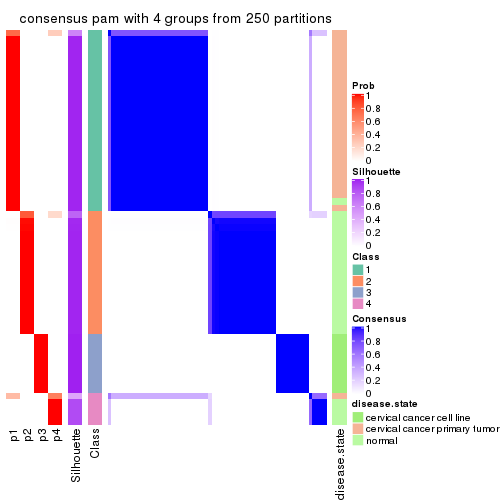 consensus pam with 4 groups from 250 partitions
Prob
1
0.8
0.6
0.4
0.2
0
Silhouette
1
0.8
0.6
0.4
0.2
0
Class
1
2
3
4
Consensus
1
0.8
0.6
0.4
0.2
0
disease.state
cervical cancer cell line
cervical cancer primary tumor
normal
p1
p2
p3
p4
Silhouette
Class
disease.state